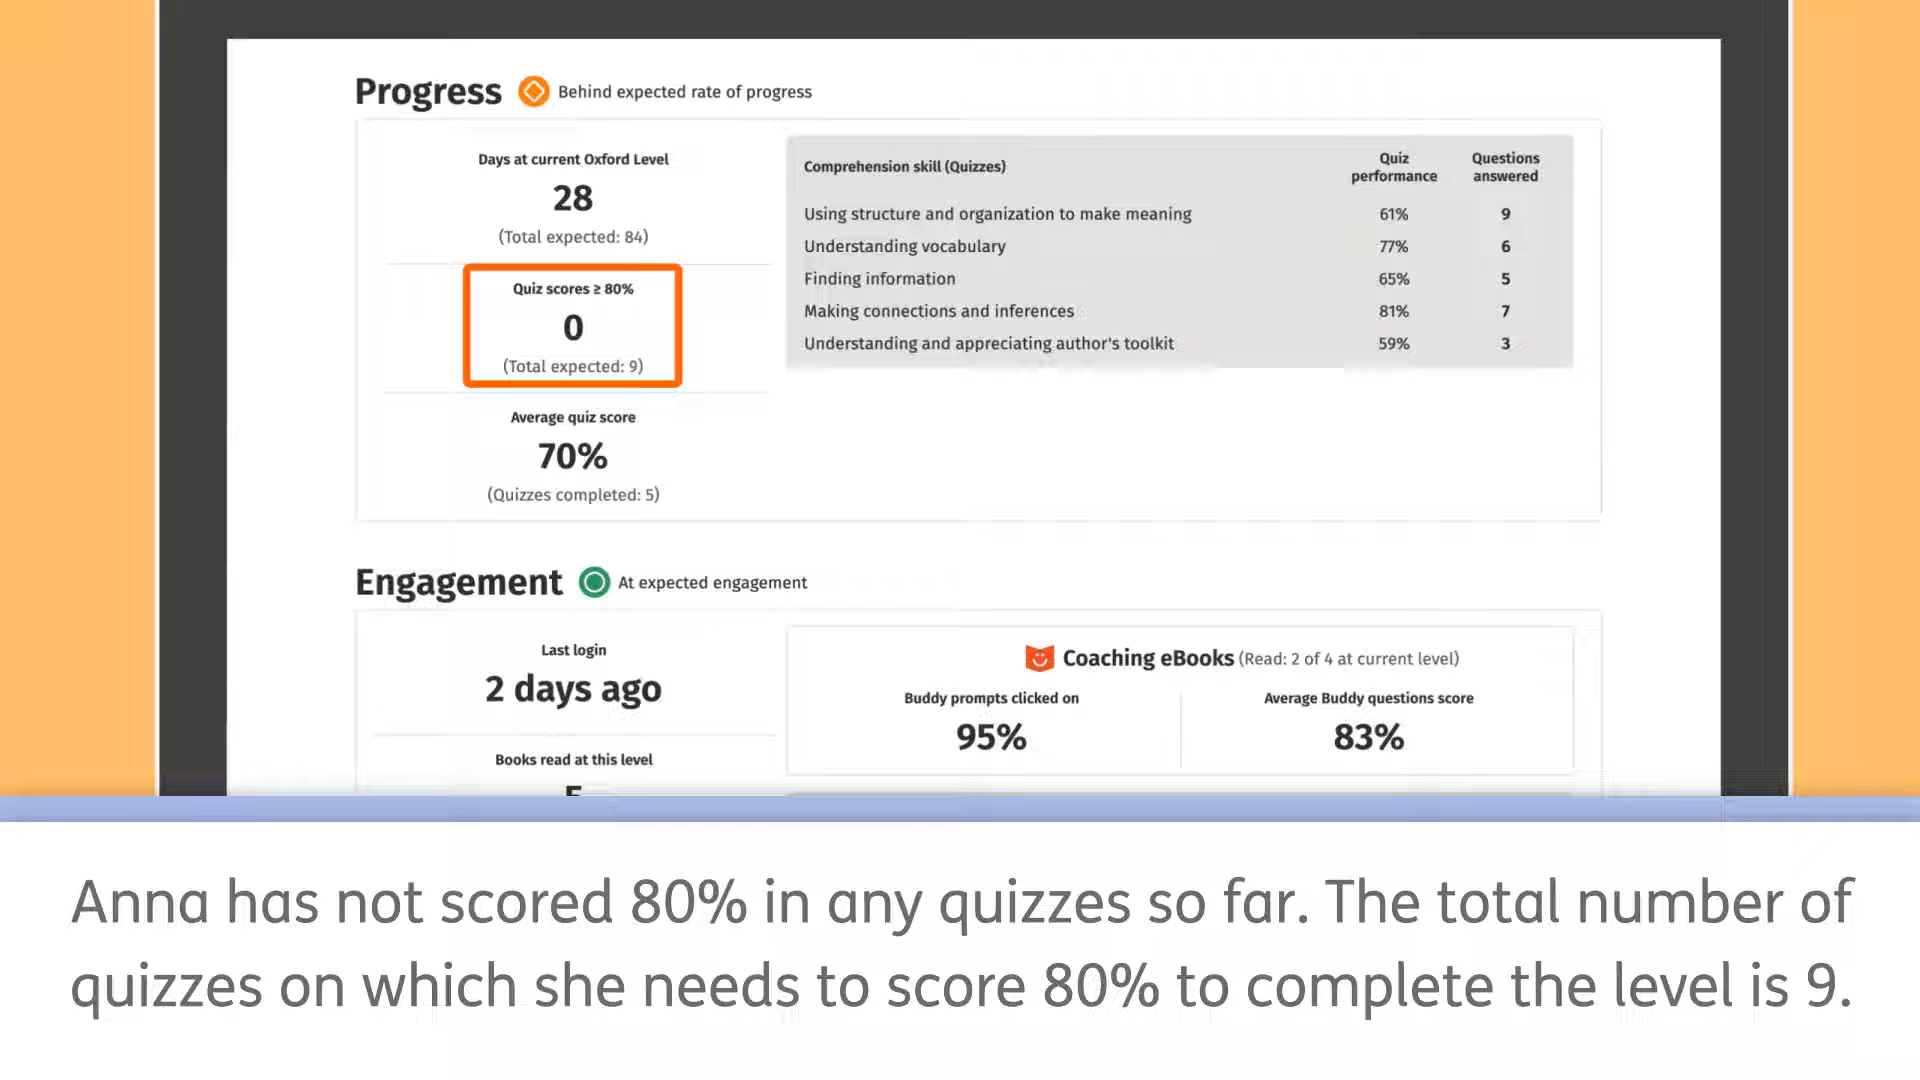 Progress Behind expected rate of progress
Days at current Oxford Level
28
(Total expected: 84)
Quiz scores ≥ 80%
0
(Total expected: 9)
Average quiz score
70%
(Quizzes completed: 5)
Comprehension skill (Quizzes) Quiz performance Questions answered
Using structure and organization to make meaning 61% 9
Understanding vocabulary 77% 6
Finding information 65% 5
Making connections and inferences 81% 7
Understanding and appreciating author's toolkit 59% 3
Engagement At expected engagement
Last login
2 days ago
Books read at this level
Coaching eBooks (Read: 2 of 4 at current level)
Buddy prompts clicked on
95%
Average Buddy questions score
83%
Anna has not scored 80% in any quizzes so far. The total number of
quizzes on which she needs to score 80% to complete the level is 9.